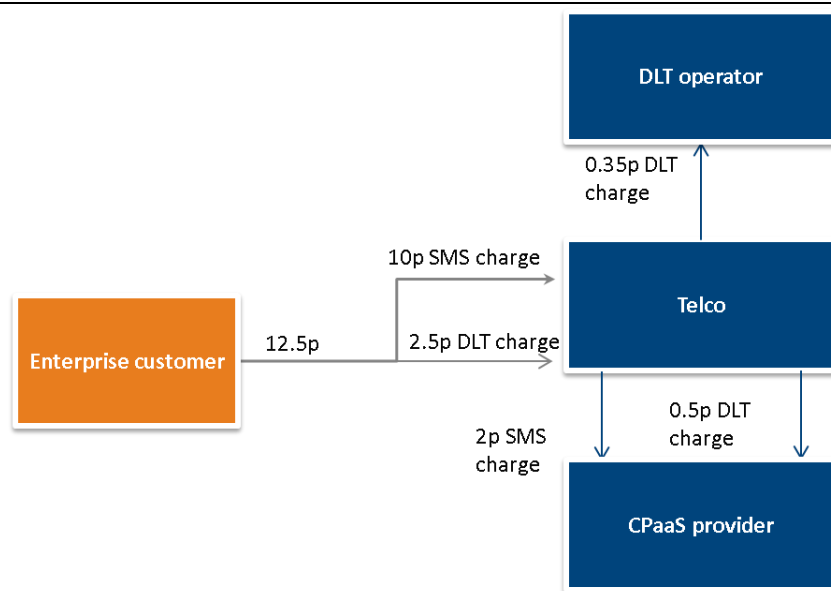 DLT operator
0.35p DLT
charge
10p SMS charge
Telco
12.5p
2.5p DLT charge
Enterprise customer
0.5p DLT
charge
2p SMS
charge
CPaaS provider